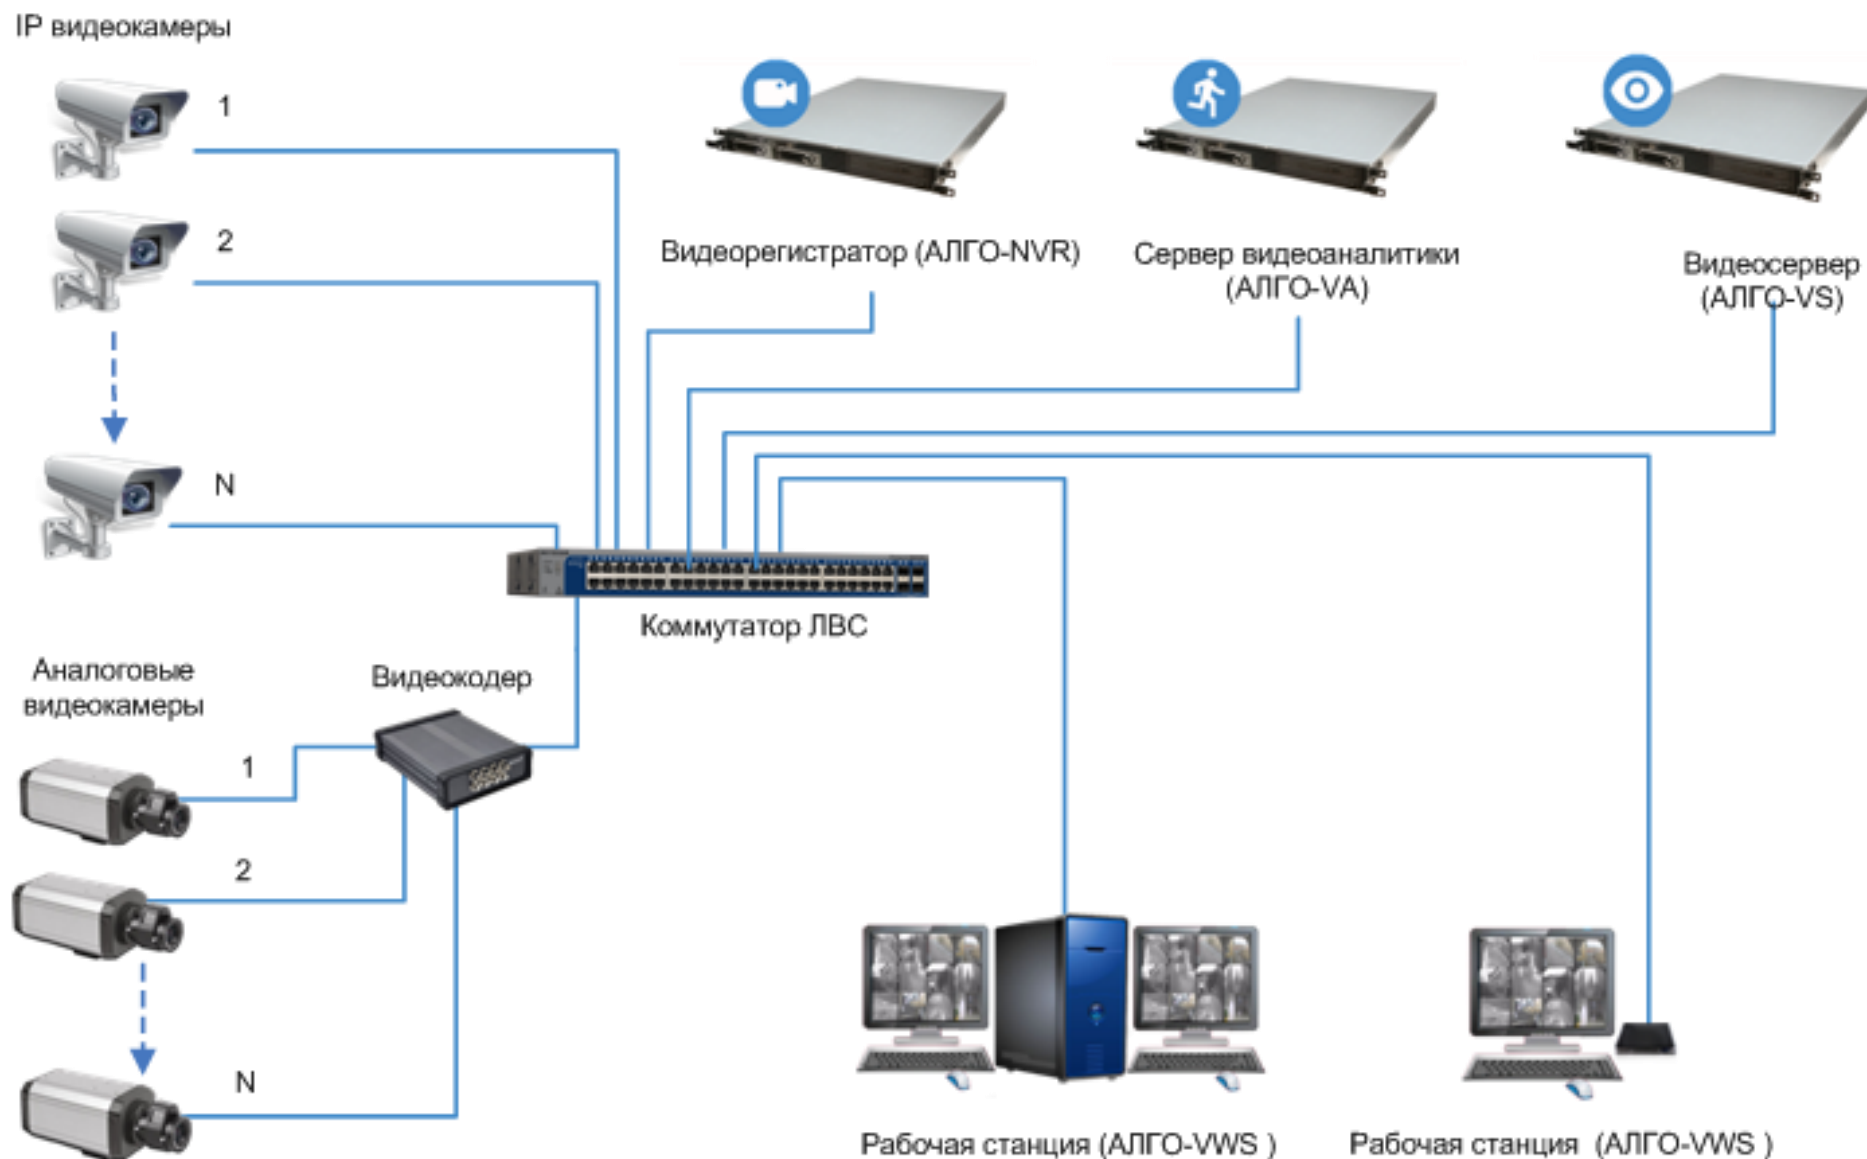 IP видеокамеры
1
2
N
Видеорегистратор (АЛГО-NVR)
Сервер видеоаналитики
(АЛГО-VA)
Видеосервер
(АЛГО-VS)
Коммутатор ЛВС
Аналоговые
видеокамеры
Видеокодер
1
2
N
Рабочая станция (АЛГО-VWS )
Рабочая станция (АЛГО-VWS )